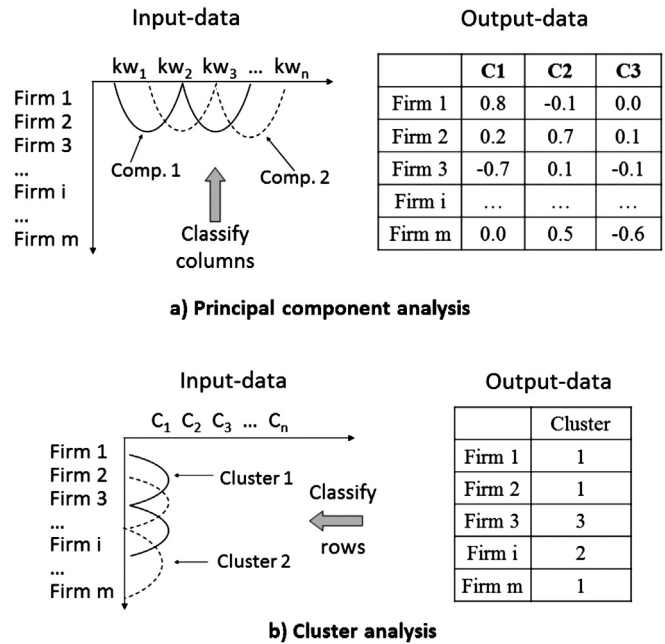 Input-data
Output-data
kw1 kw2 kw3 ... kwn
Firm 1
Firm 2
Firm 3
...
Firm i
...
Firm m
Comp. 1
Comp. 2
Classify
columns
C1 C2 C3
Firm 1 0.8 -0.1 0.0
Firm 2 0.2 0.7 0.1
Firm 3 -0.7 0.1 -0.1
Firm i ... ... ...
Firm m 0.0 0.5 -0.6
a) Principal component analysis
Input-data
Output-data
C1 C2 C3 ... Cn
Firm 1
Firm 2
Firm 3
...
Firm i
...
Firm m
Cluster 1
Cluster 2
Classify
rows
Cluster
Firm 1 1
Firm 2 1
Firm 3 3
Firm i 2
Firm m 1
b) Cluster analysis